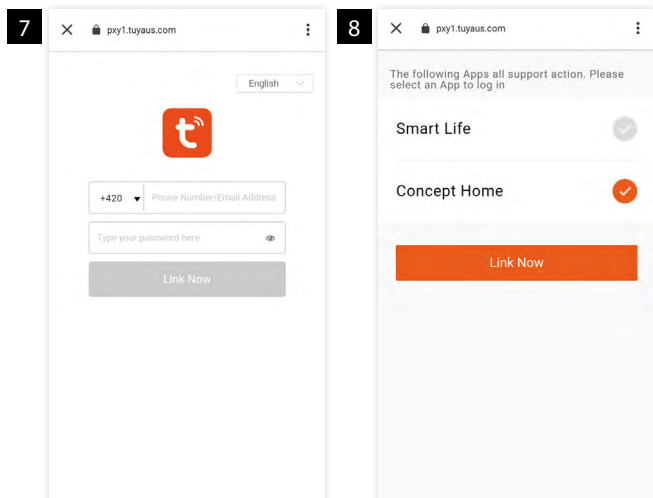 7
pxy1.tuyaus.com
English
t
+420
Phone Number/Email Address
Type your password here
Link Now
8
pxy1.tuyaus.com
The following Apps all support action. Please
select an App to log in
Smart Life
Concept Home
Link Now